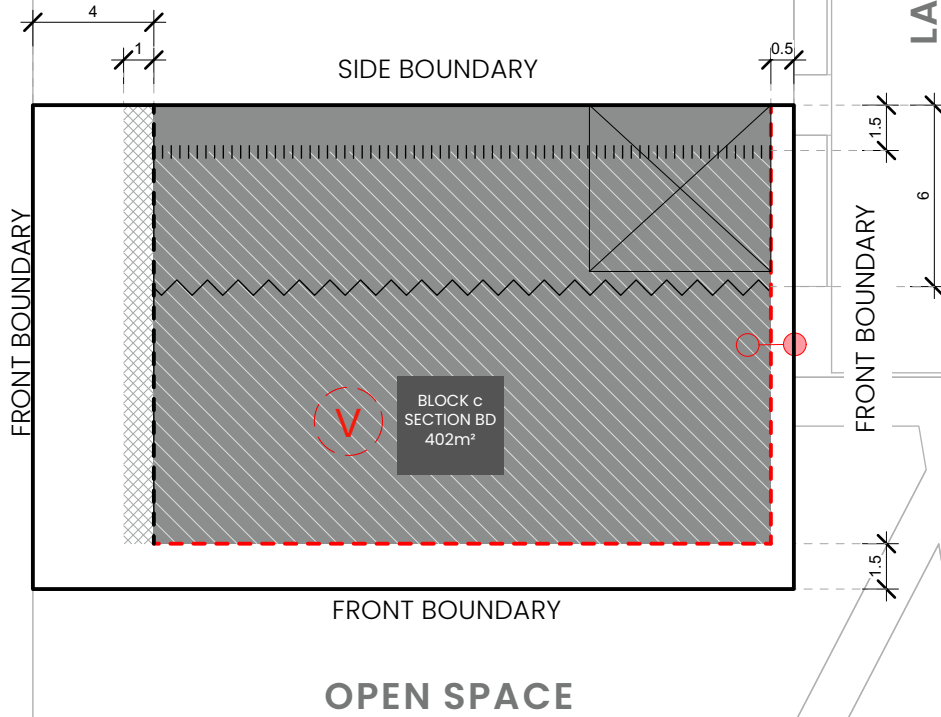 4
1
0.5
LA
SIDE BOUNDARY
1.5
6
FRONT BOUNDARY
FRONT BOUNDARY
V
BLOCK c
SECTION BD
402m²
1.5
FRONT BOUNDARY
OPEN SPACE